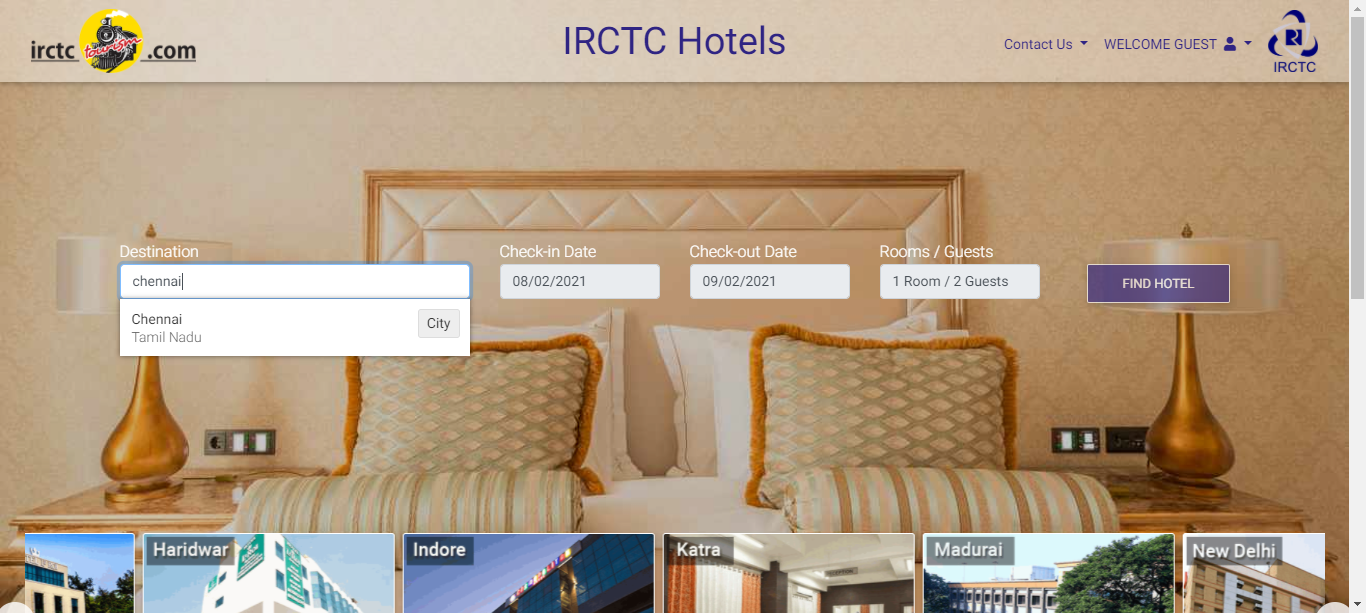 irctc tourism .com
IRCTC Hotels
Contact Us
WELCOME GUEST
IRCTC
Destination
Check-in Date
Check-out Date
Rooms / Guests
chennai
08/02/2021
09/02/2021
1 Room / 2 Guests
FIND HOTEL
Chennai
City
Tamil Nadu
Haridwar
Indore
Katra
Madurai
New Delhi